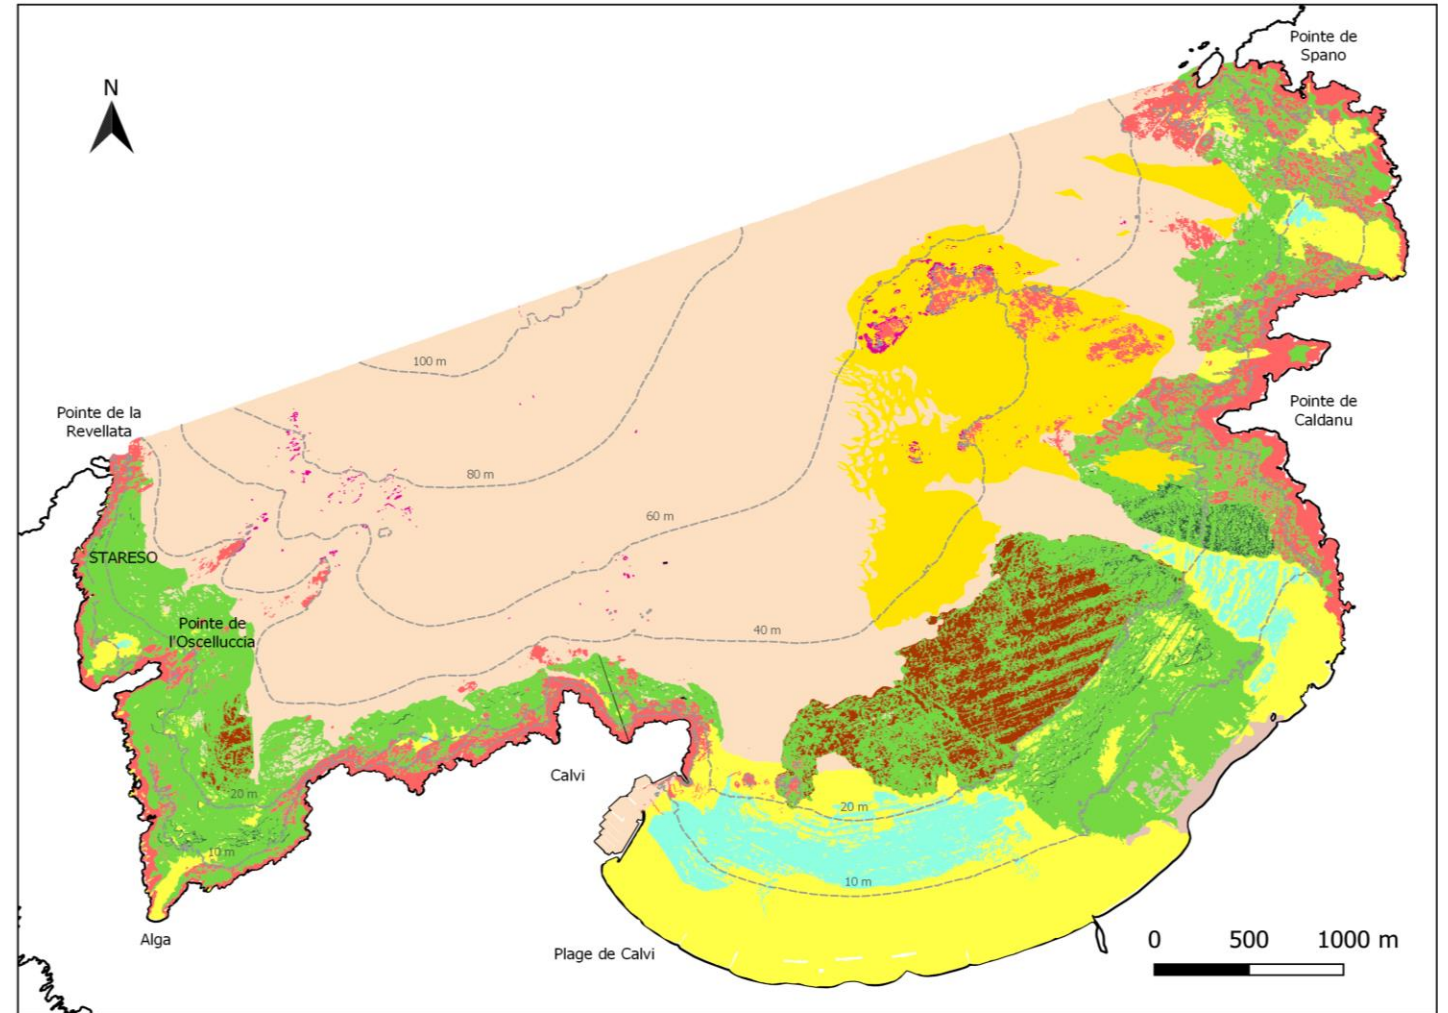 Pointe de
Spano
N
100 m
Pointe de la
Revellata
80 m
Pointe de
Caldanu
60 m
STARESO
Pointe de
l'Oscelluccia
40 m
Calvi
20 m
20 m
10 m
10 m
Alga
Plage de Calvi
0 500 1000 m